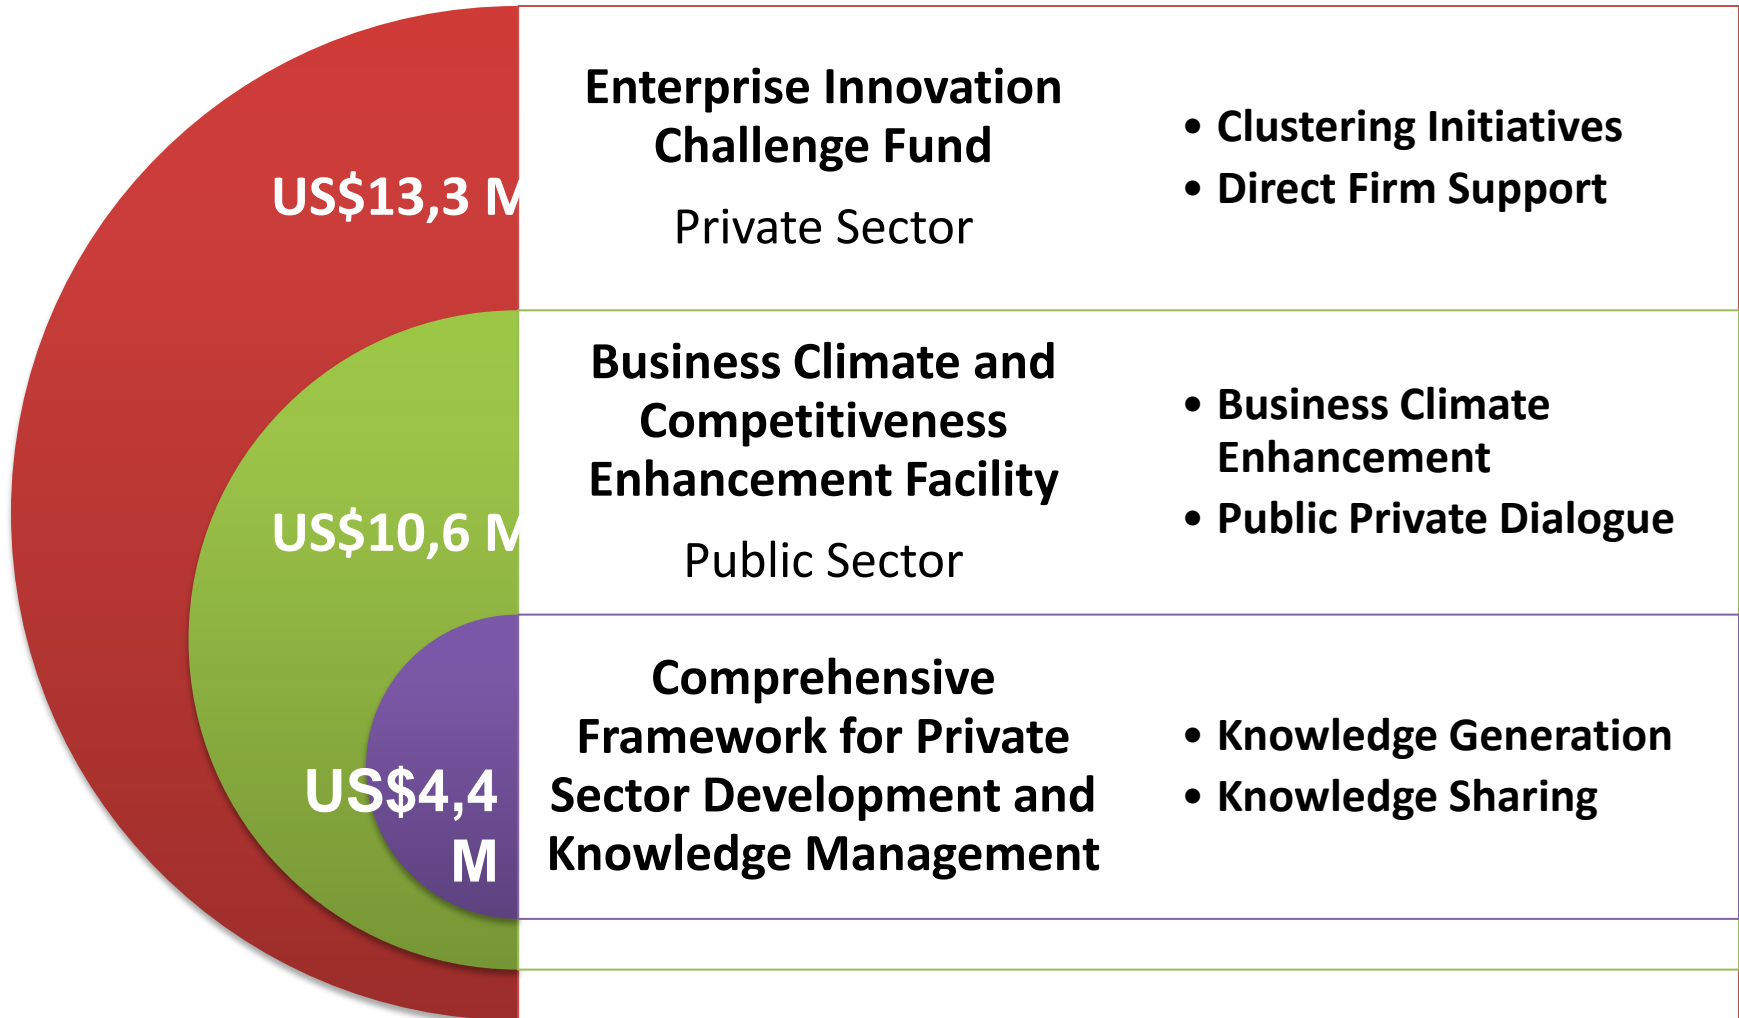 US$13,3 M
Enterprise Innovation
Challenge Fund
Private Sector
• Clustering Initiatives
• Direct Firm Support
US$10,6 M
Business Climate and
Competitiveness
Enhancement Facility
Public Sector
• Business Climate
Enhancement
• Public Private Dialogue
US$4,4
M
Comprehensive
Framework for Private
Sector Development and
Knowledge Management
• Knowledge Generation
• Knowledge Sharing